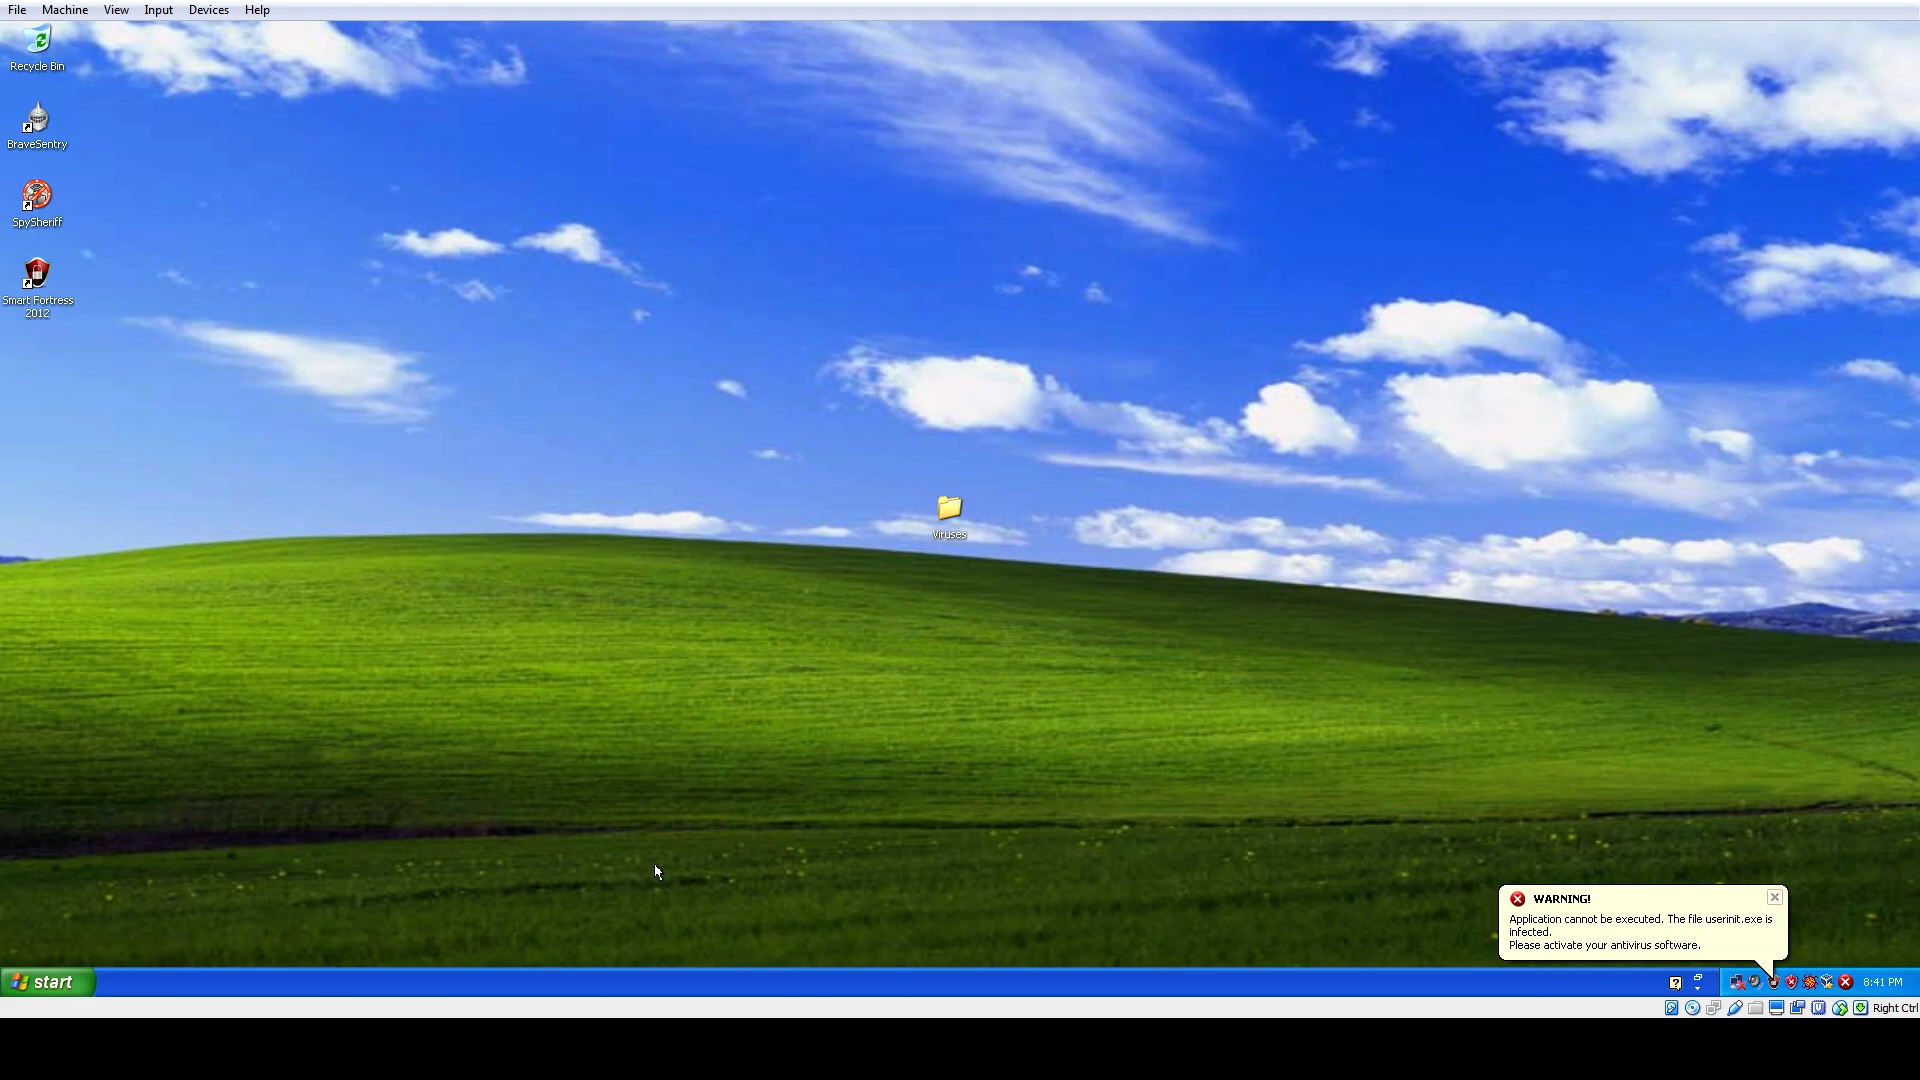 File Machine View Input Devices Help
Recycle Bin
BraveSentry
SpySheriff
Smart Fortress
2012
Viruses
WARNING!
Application cannot be executed. The file userinit.exe is
infected.
Please activate your antivirus software.
start
8:41 PM
Right Ctrl